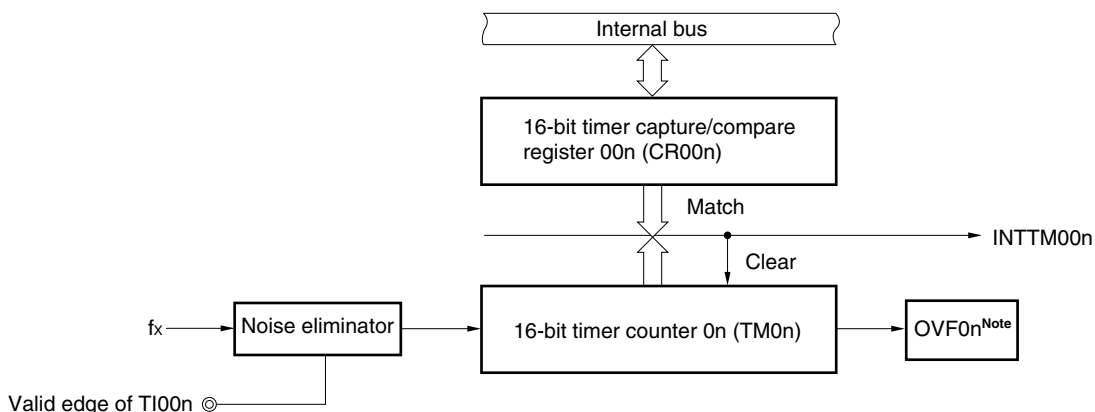 Internal bus
16-bit timer capture/compare
register 00n (CR00n)
Match
INTTM00n
Clear
fx
Noise eliminator
16-bit timer counter 0n (TM0n)
OVF0nNote
Valid edge of TI00n